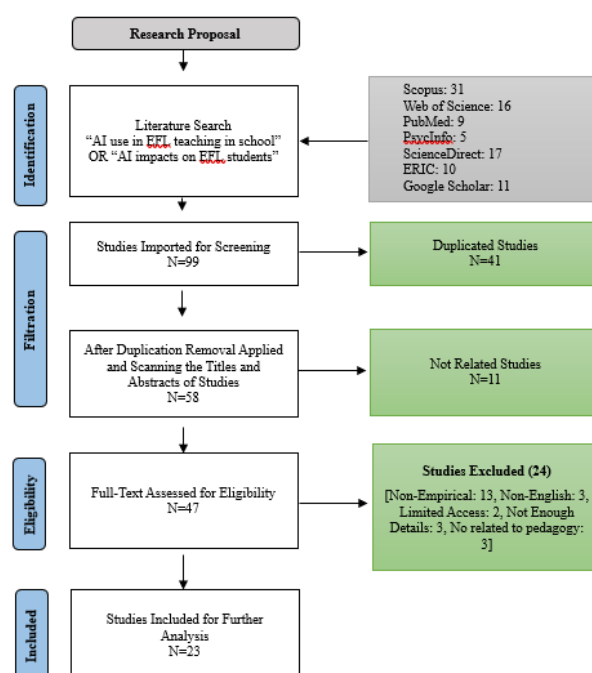 Research Proposal
Identification
Literature Search
“AI use in EFL teaching in school”
OR “AI impacts on EFL students”
Scopus: 31
Web of Science: 16
PubMed: 9
PsycInfo: 5
ScienceDirect: 17
ERIC: 10
Google Scholar: 11
Filtration
Studies Imported for Screening
N=99
Duplicated Studies
N=41
After Duplication Removal Applied
and Scanning the Titles and
Abstracts of Studies
N=58
Not Related Studies
N=11
Eligibility
Full-Text Assessed for Eligibility
N=47
Studies Excluded (24)
[Non-Empirical: 13, Non-English: 3,
Limited Access: 2, Not Enough
Details: 3, No related to pedagogy:
3]
Included
Studies Included for Further
Analysis
N=23